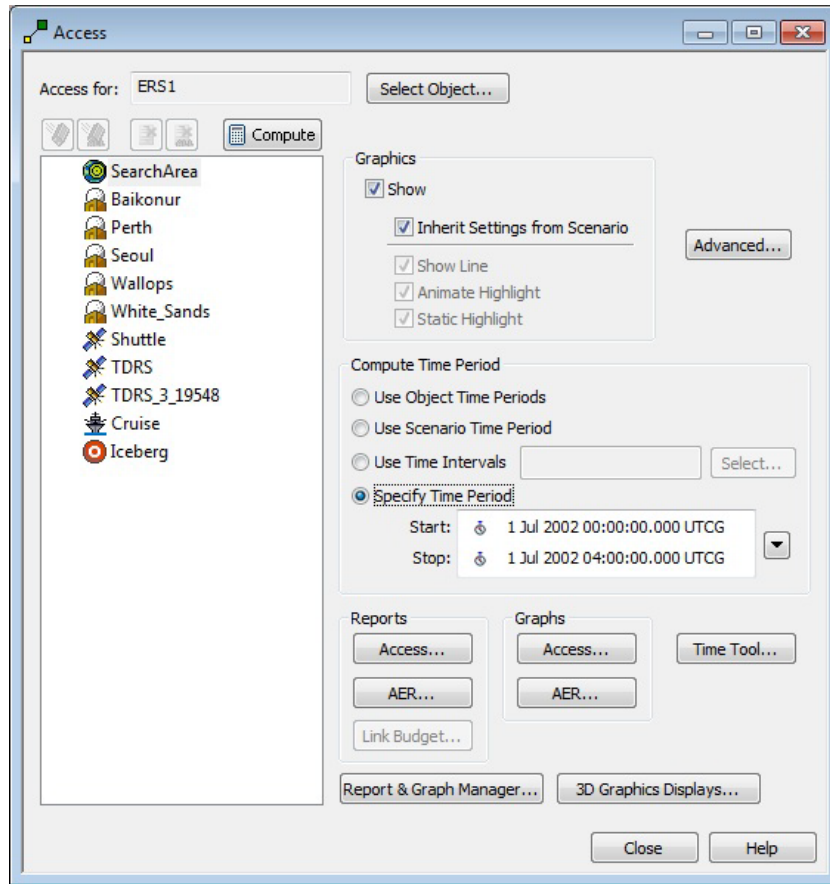 Access
Access for: ERS1 Select Object...
Compute
SearchArea
Baikonur
Perth
Seoul
Wallops
White_Sands
Shuttle
TDRS
TDRS_3_19548
Cruise
Iceberg
Graphics
Show
Inherit Settings from Scenario
Show Line
Animate Highlight
Static Highlight
Advanced...
Compute Time Period
Use Object Time Periods
Use Scenario Time Period
Use Time Intervals Select...
Specify Time Period
Start: 1 Jul 2002 00:00:00.000 UTCG
Stop: 1 Jul 2002 04:00:00.000 UTCG
Reports
Access...
AER...
Link Budget...
Graphs
Access...
AER...
Time Tool...
Report & Graph Manager... 3D Graphics Displays...
Close Help